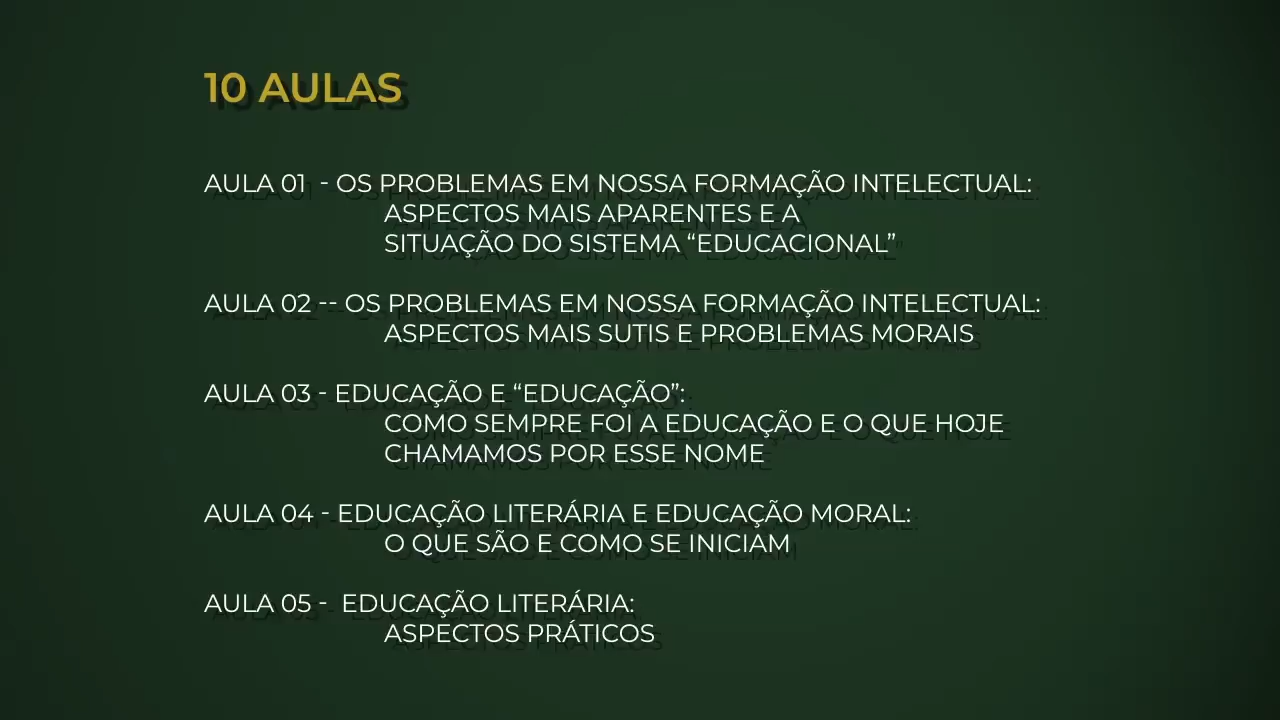 10 AULAS
AULA 01 - OS PROBLEMAS EM NOSSA FORMAÇÃO INTELECTUAL:
ASPECTOS MAIS APARENTES E A
SITUAÇÃO DO SISTEMA “EDUCACIONAL”
AULA 02 -- OS PROBLEMAS EM NOSSA FORMAÇÃO INTELECTUAL:
ASPECTOS MAIS SUTIS E PROBLEMAS MORAIS
AULA 03 - EDUCAÇÃO E “EDUCAÇÃO”:
COMO SEMPRE FOI A EDUCAÇÃO E O QUE HOJE
CHAMAMOS POR ESSE NOME
AULA 04 - EDUCAÇÃO LITERÁRIA E EDUCAÇÃO MORAL:
O QUE SÃO E COMO SE INICIAM
AULA 05 - EDUCAÇÃO LITERÁRIA:
ASPECTOS PRÁTICOS